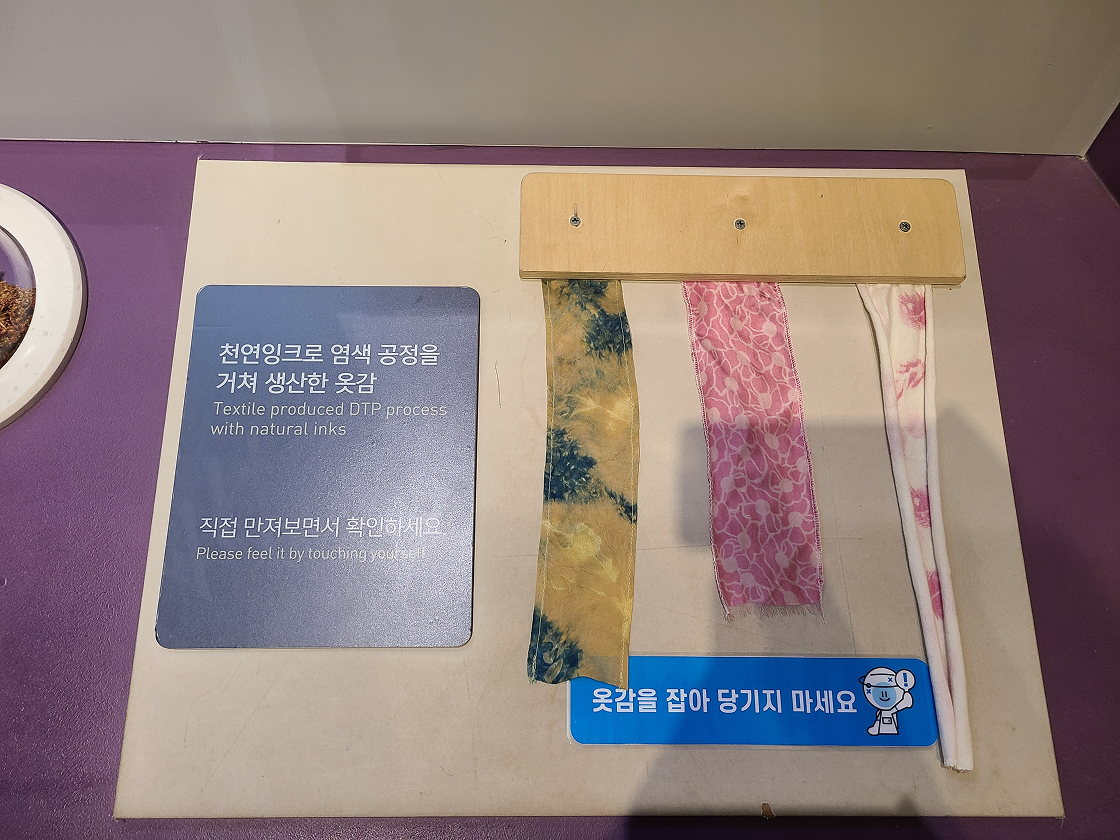 천연잉크로 염색 공정을
거쳐 생산한 옷감
Textile produced DTP process
with natural inks
직접 만져보면서 확인하세요
Please feel it by touching yourself
옷감을 잡아 당기지 마세요
!